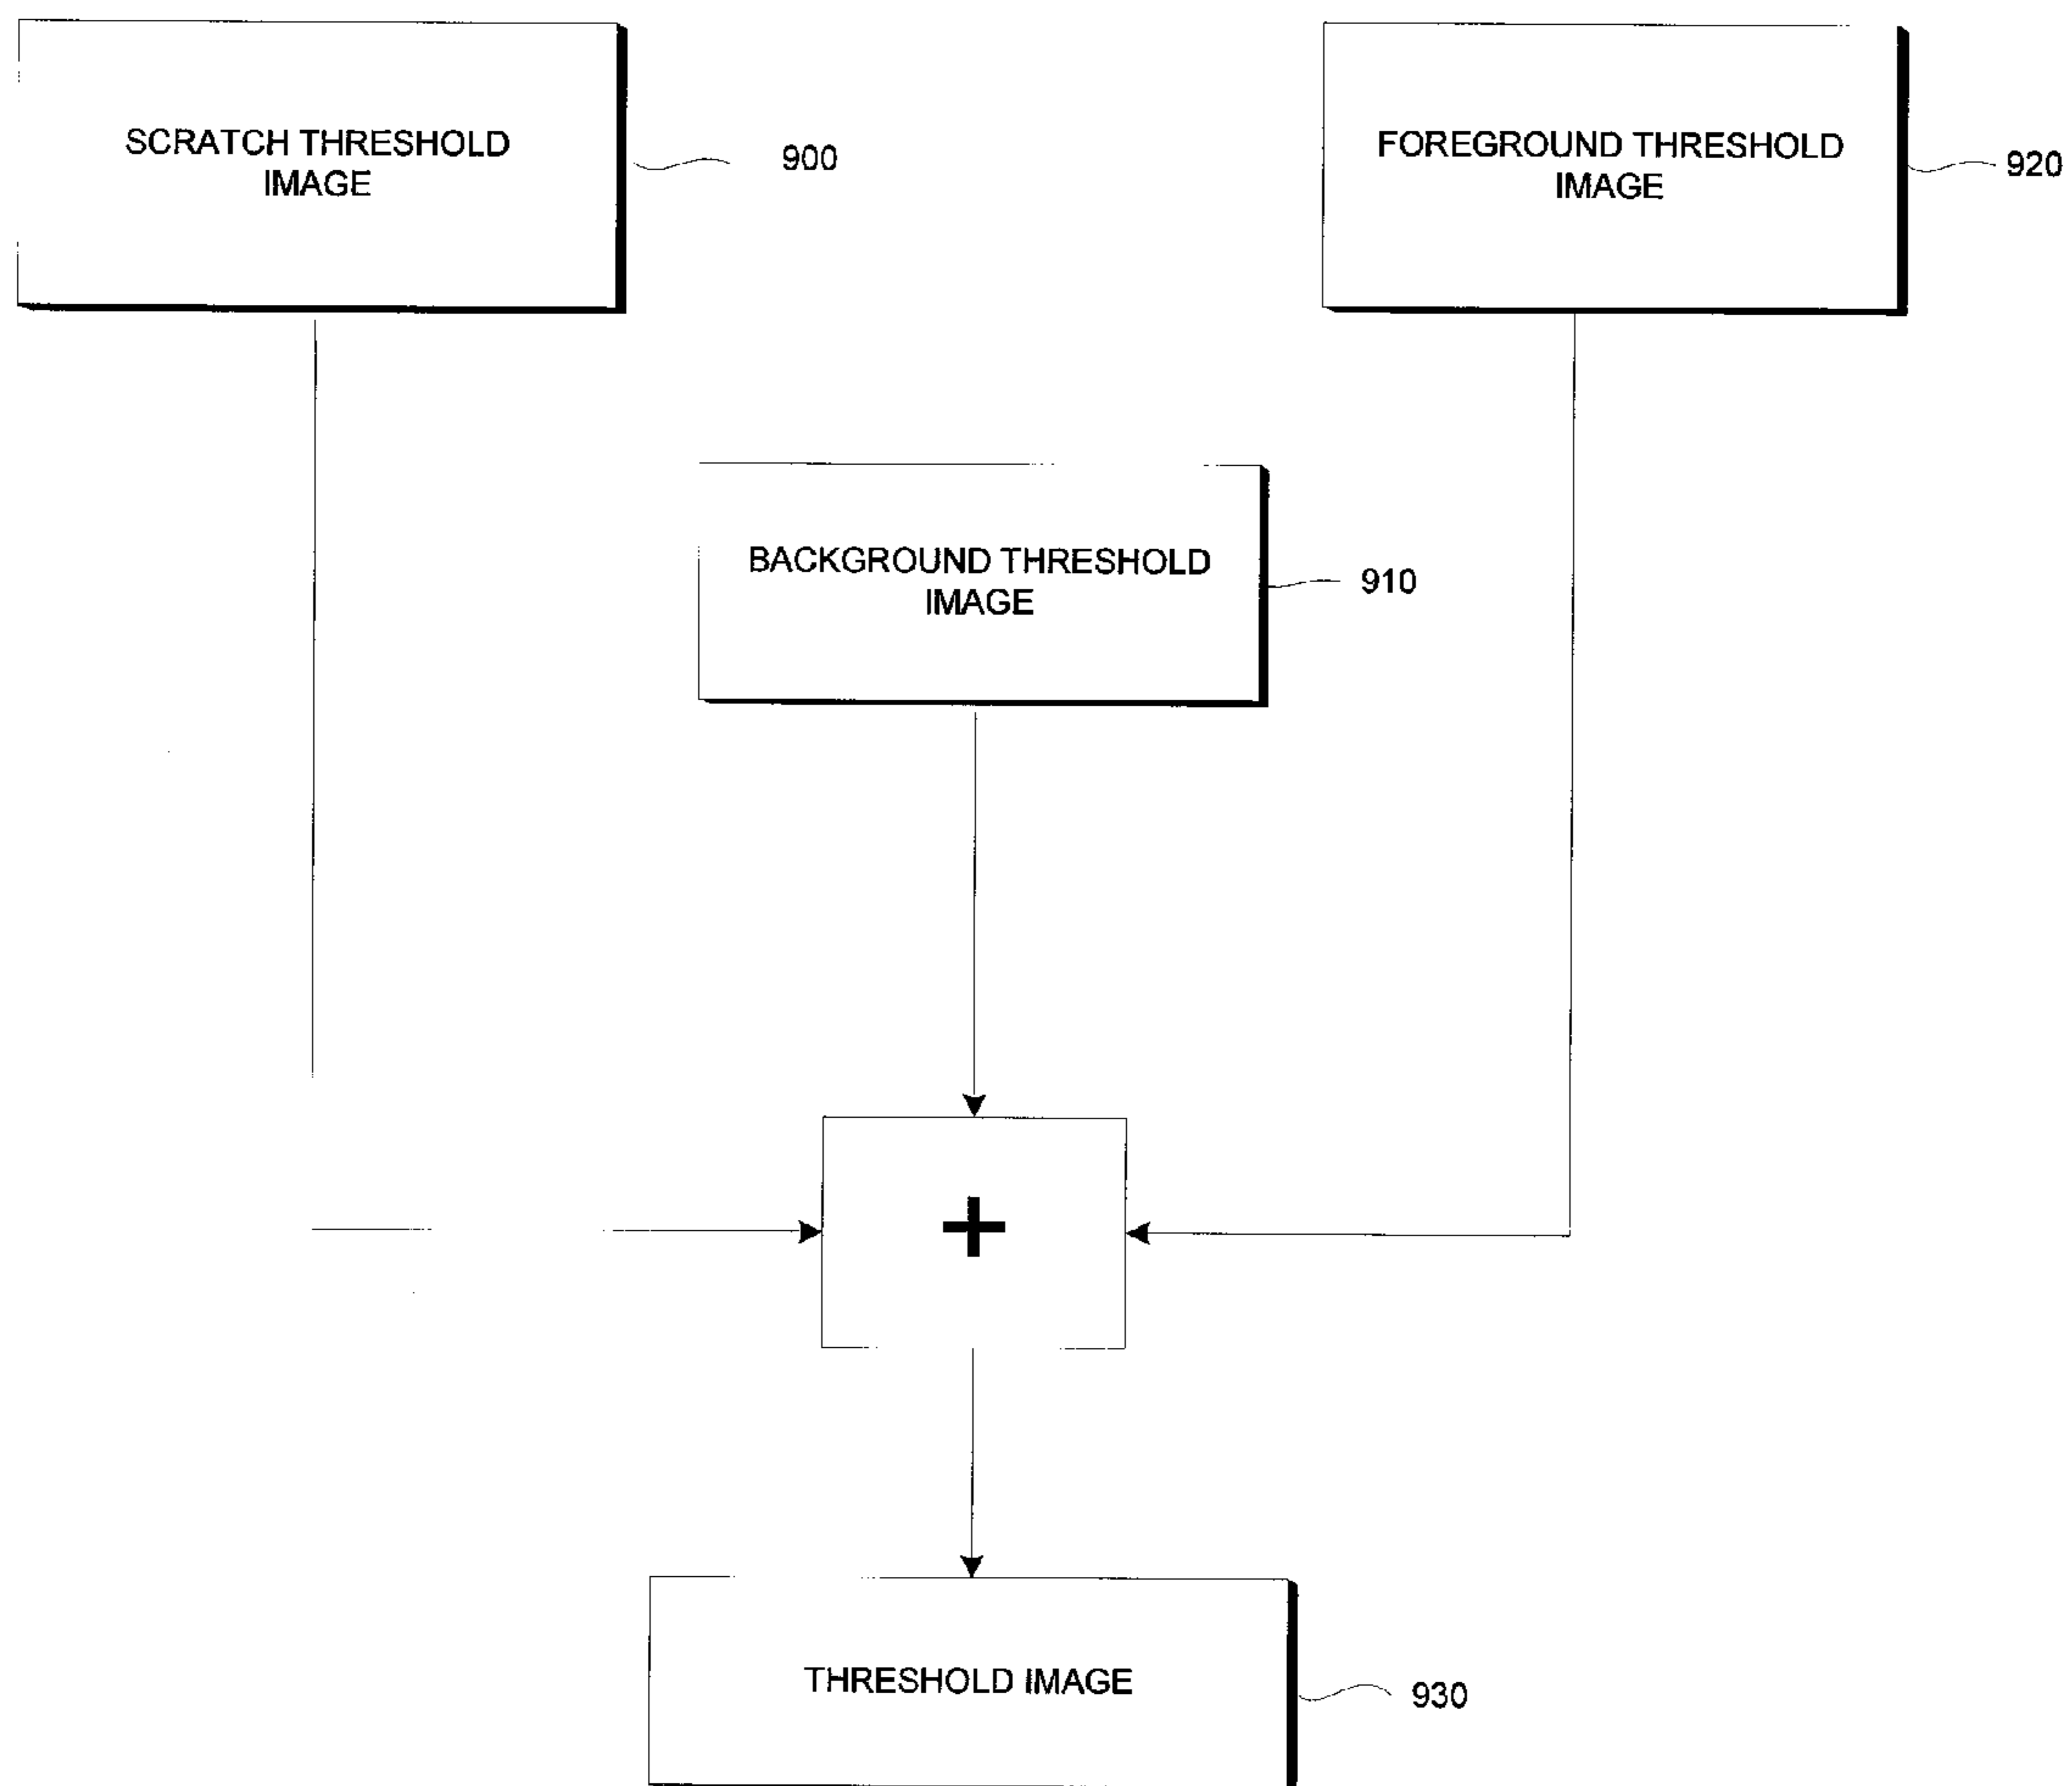 SCRATCH THRESHOLD
IMAGE
900
FOREGROUND THRESHOLD
IMAGE
920
BACKGROUND THRESHOLD
IMAGE
910
+
THRESHOLD IMAGE
930